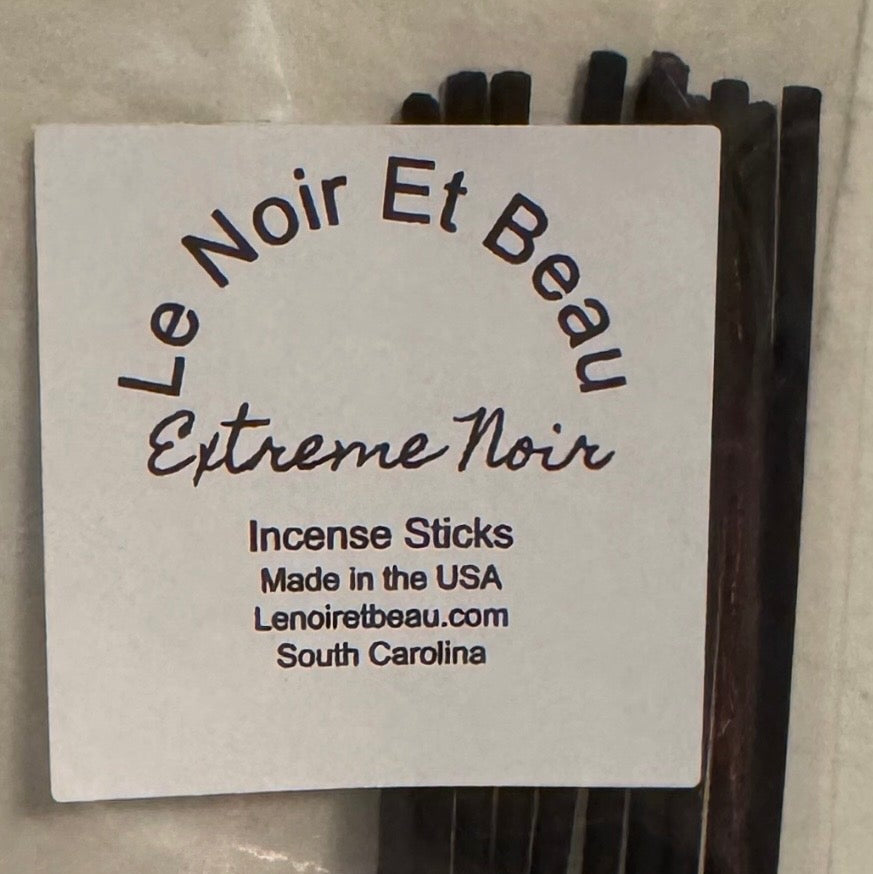 Le Noir Et Beau
Extreme Noir
Incense Sticks
Made in the USA
Lenoiretbeau.com
South Carolina